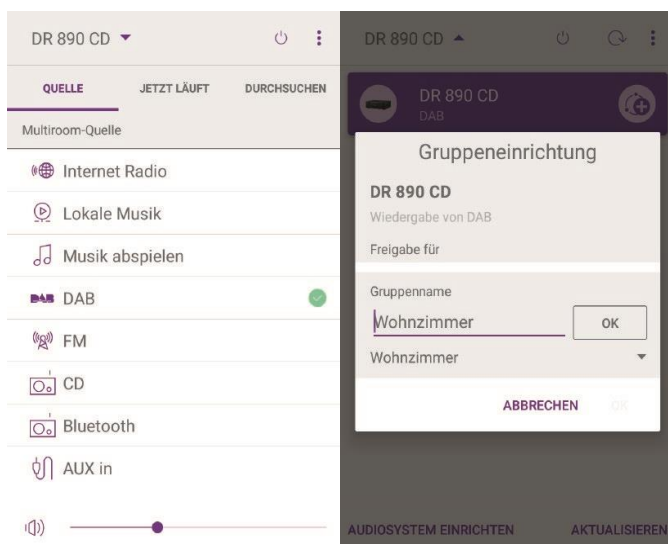 DR 890 CD
QUELLE JETZT LÄUFT DURCHSUCHEN
Multiroom-Quelle
Internet Radio
Lokale Musik
Musik abspielen
DAB DAB
FM
CD
Bluetooth
AUX in
DR 890 CD
DR 890 CD
DAB
Gruppeneinrichtung
DR 890 CD
Wiedergabe von DAB
Freigabe für
Gruppenname
Wohnzimmer OK
Wohnzimmer
ABBRECHEN OK
AUDIOSYSTEM EINRICHTEN AKTUALISIEREN